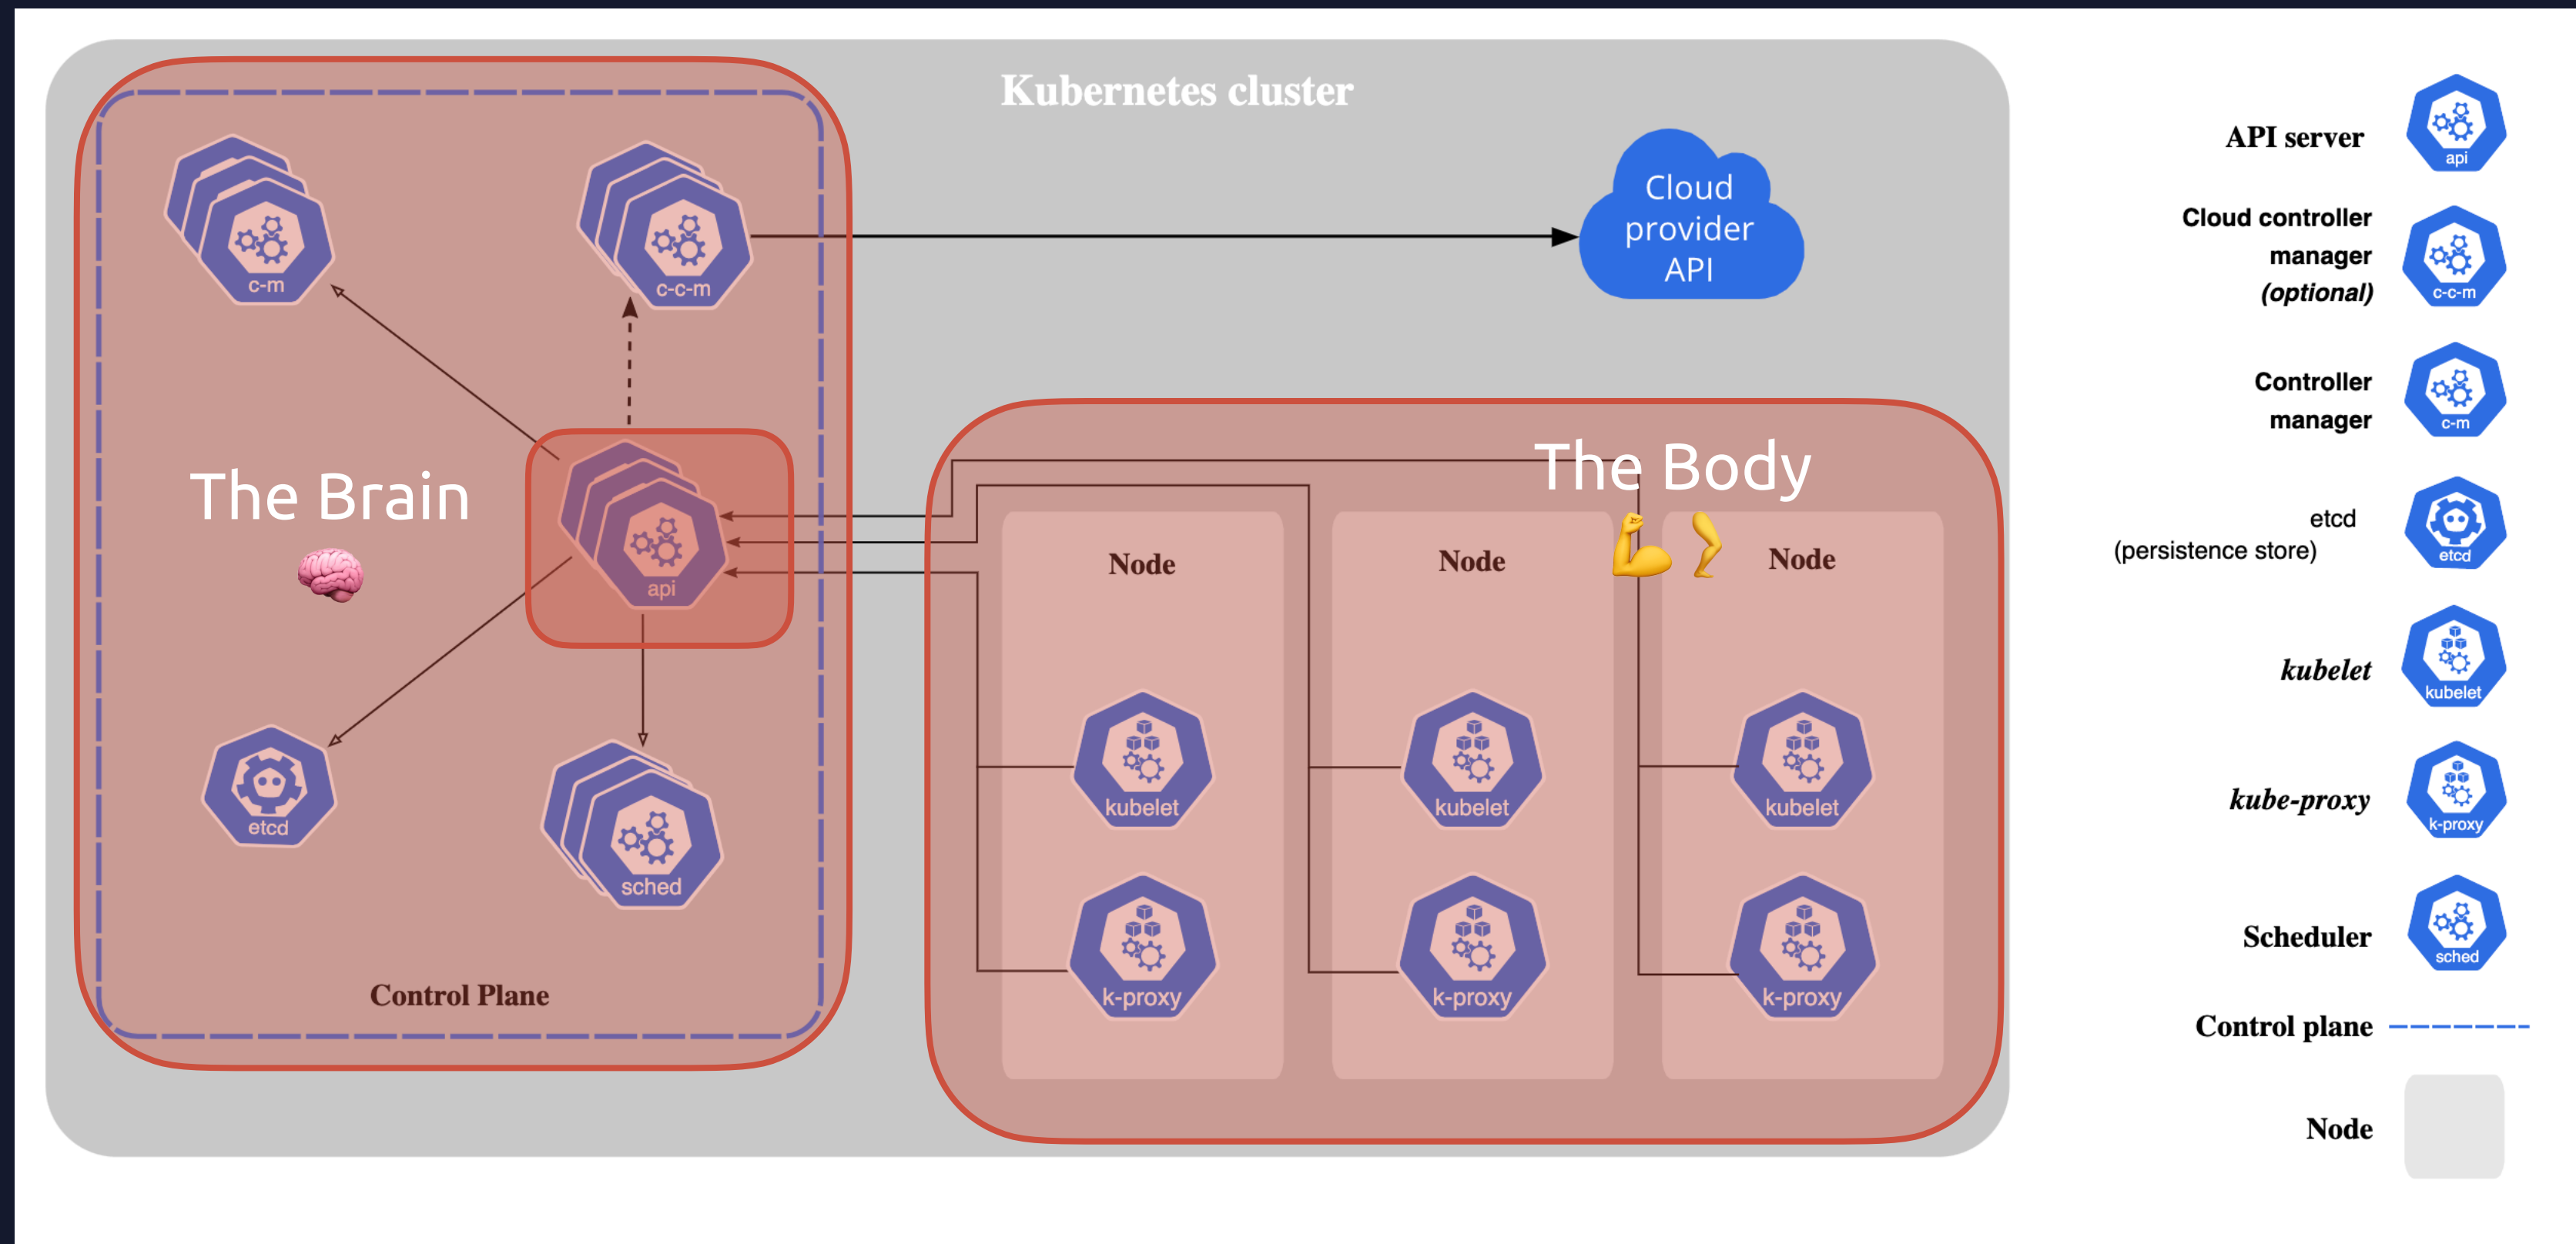 Kubernetes cluster
c-m
c-c-m
The Brain
api
etcd
sched
Control Plane
Cloud
provider
API
The Body
Node
Node
Node
kubelet
kubelet
kubelet
k-proxy
k-proxy
k-proxy
API server
api
Cloud controller
manager
(optional)
c-c-m
Controller
manager
c-m
etcd
(persistence store)
etcd
kubelet
kubelet
kube-proxy
k-proxy
Scheduler
sched
Control plane
Node